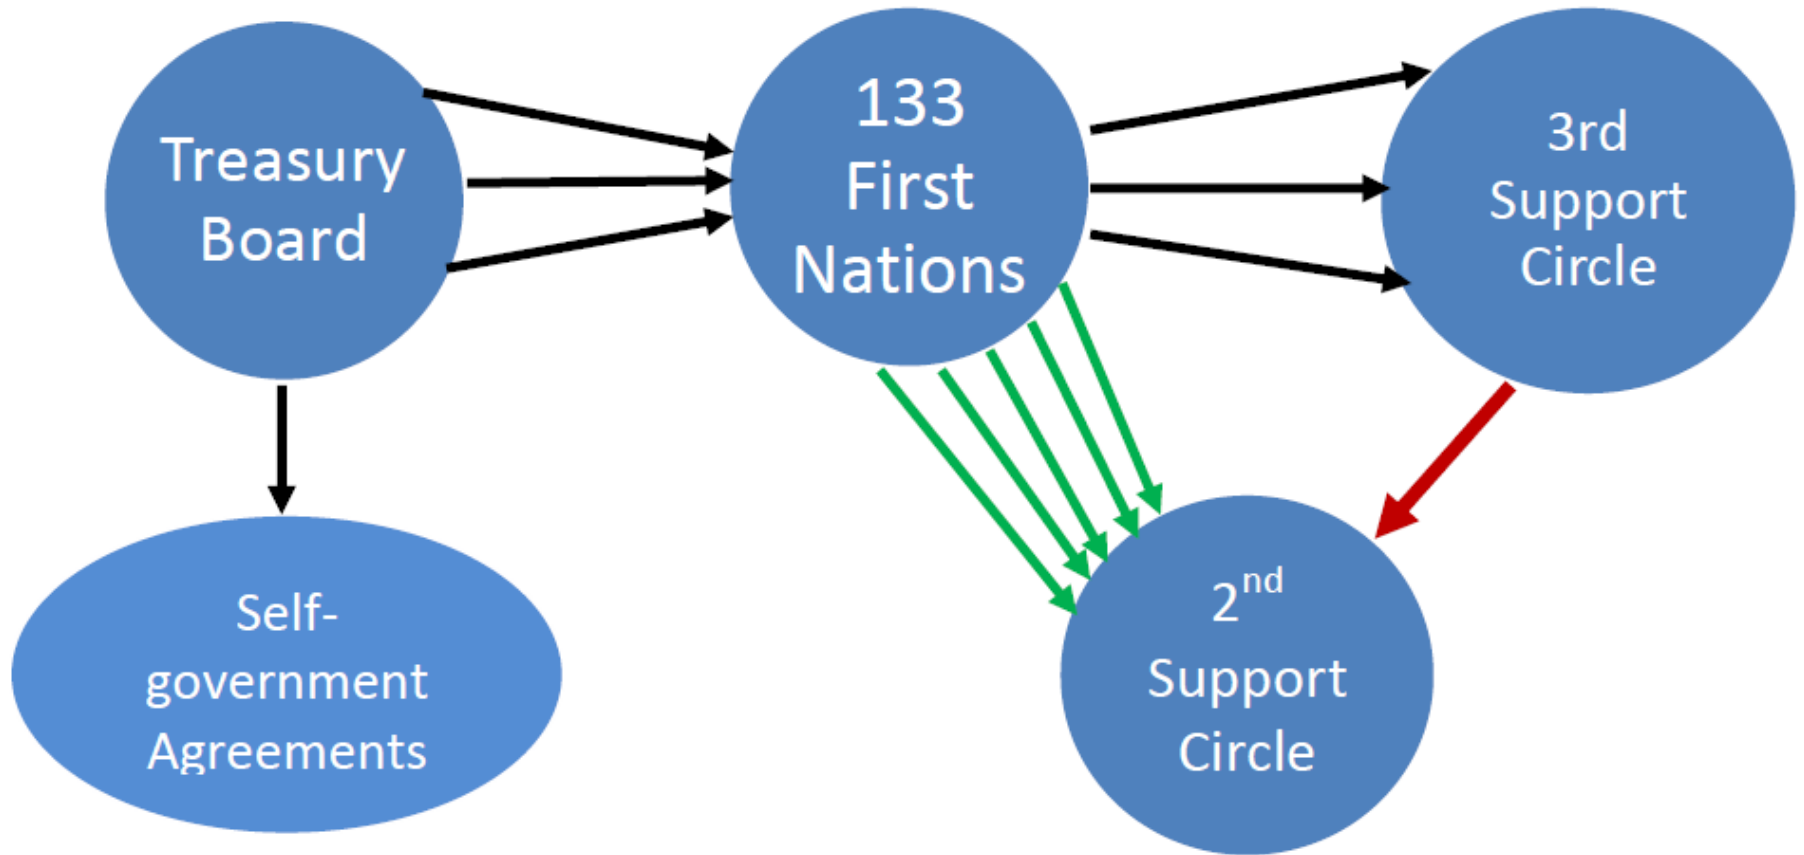 Treasury
Board
133
First
Nations
3rd
Support
Circle
Self-
government
Agreements
2nd
Support
Circle